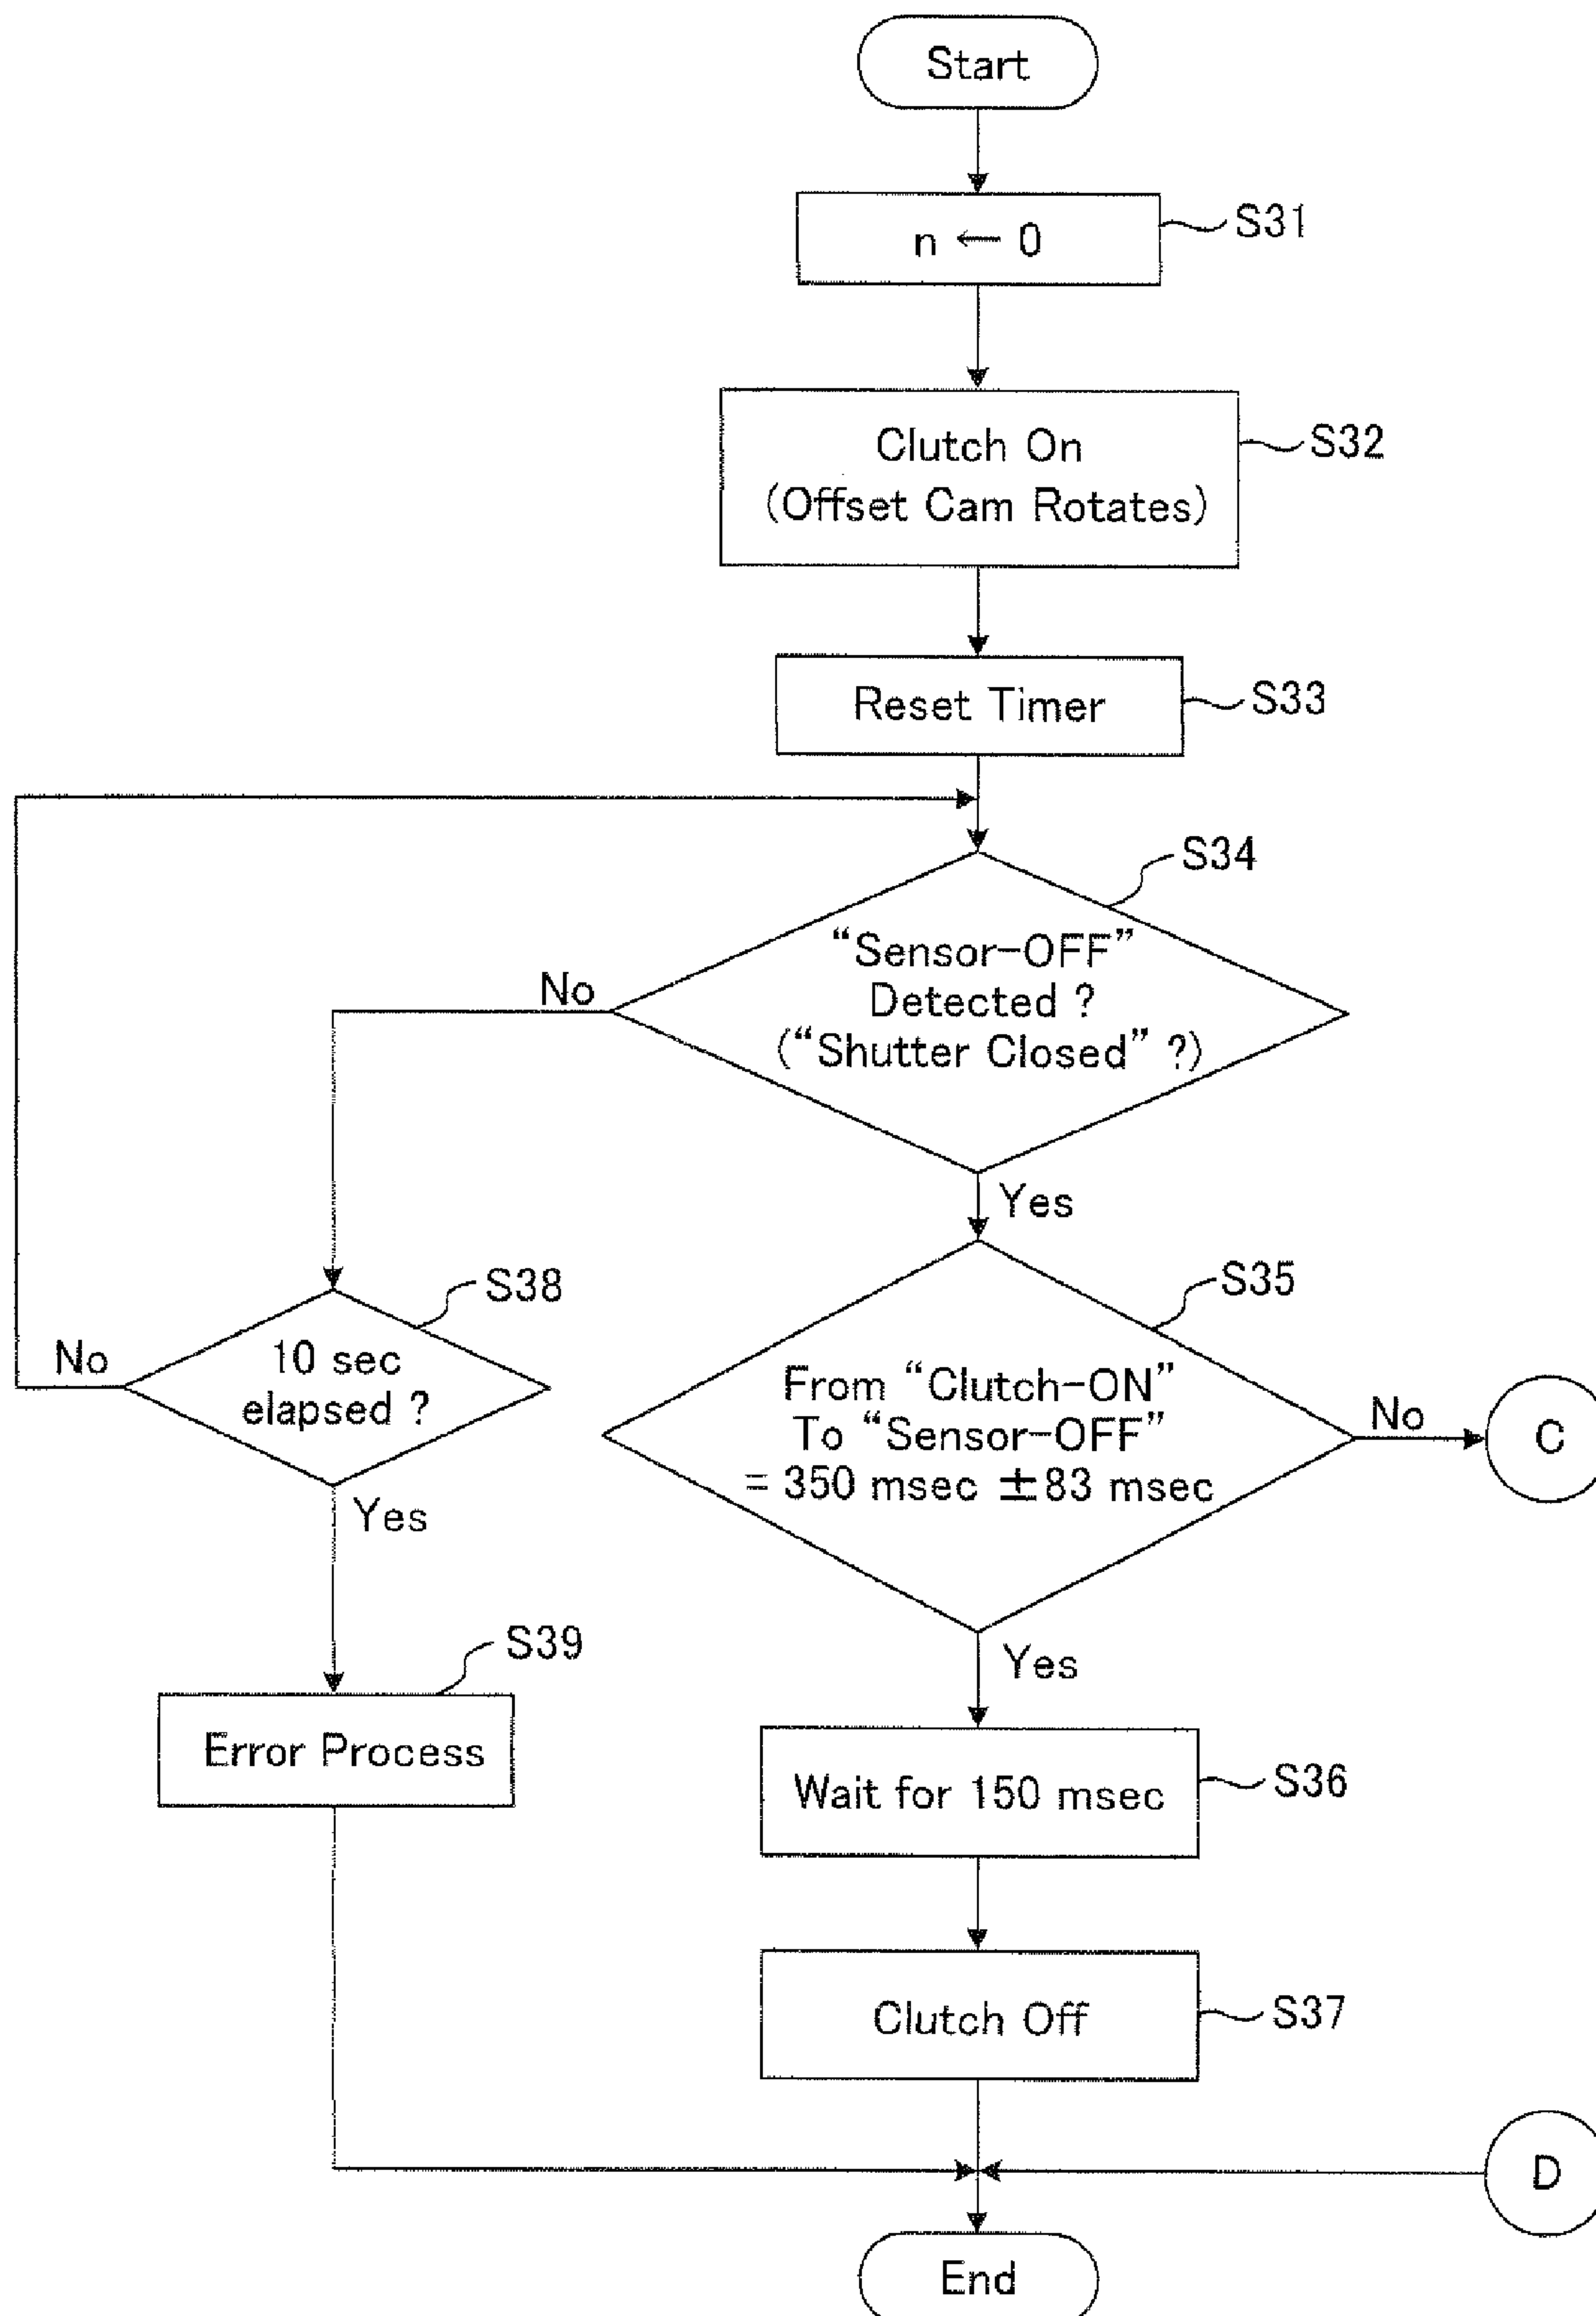 Start
n ← 0
S31
Clutch On
(Offset Cam Rotates)
S32
Reset Timer
S33
S34
“Sensor-OFF”
Detected ?
(“Shutter Closed” ?)
No
Yes
S38
10 sec
elapsed ?
No
Yes
S35
From “Clutch-ON”
To “Sensor-OFF”
= 350 msec ±83 msec
No
C
Yes
S39
Error Process
Wait for 150 msec
S36
Clutch Off
S37
D
End